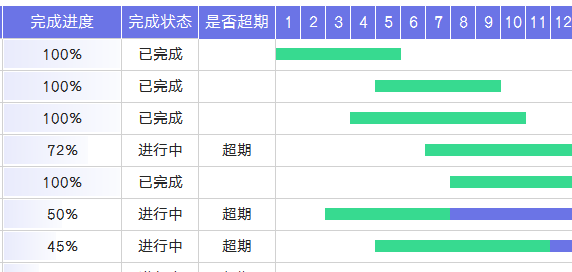 完成进度 完成状态 是否超期 1 2 3 4 5 6 7 8 9 10 11 12
100% 已完成
100% 已完成
100% 已完成
72% 进行中 超期
100% 已完成
50% 进行中 超期
45% 进行中 超期